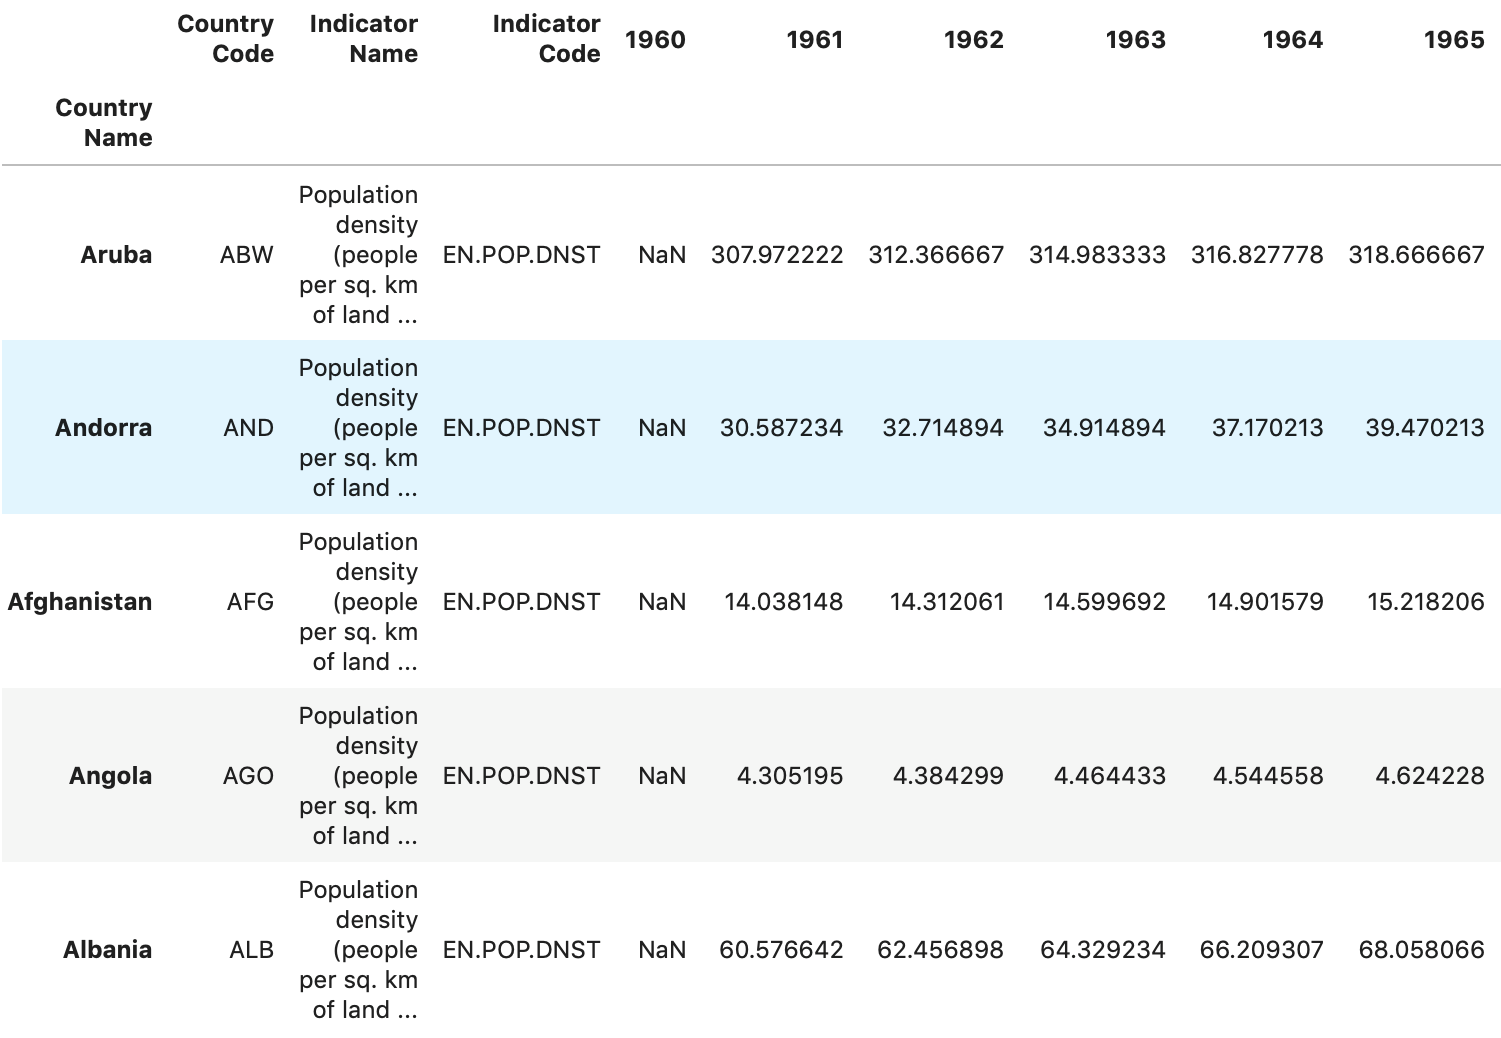 Country Code Indicator Name Indicator Code 1960 1961 1962 1963 1964 1965
Country Name
Aruba ABW Population density (people per sq. km of land ... EN.POP.DNST NaN 307.972222 312.366667 314.983333 316.827778 318.666667
Andorra AND Population density (people per sq. km of land ... EN.POP.DNST NaN 30.587234 32.714894 34.914894 37.170213 39.470213
Afghanistan AFG Population density (people per sq. km of land ... EN.POP.DNST NaN 14.038148 14.312061 14.599692 14.901579 15.218206
Angola AGO Population density (people per sq. km of land ... EN.POP.DNST NaN 4.305195 4.384299 4.464433 4.544558 4.624228
Albania ALB Population density (people per sq. km of land ... EN.POP.DNST NaN 60.576642 62.456898 64.329234 66.209307 68.058066